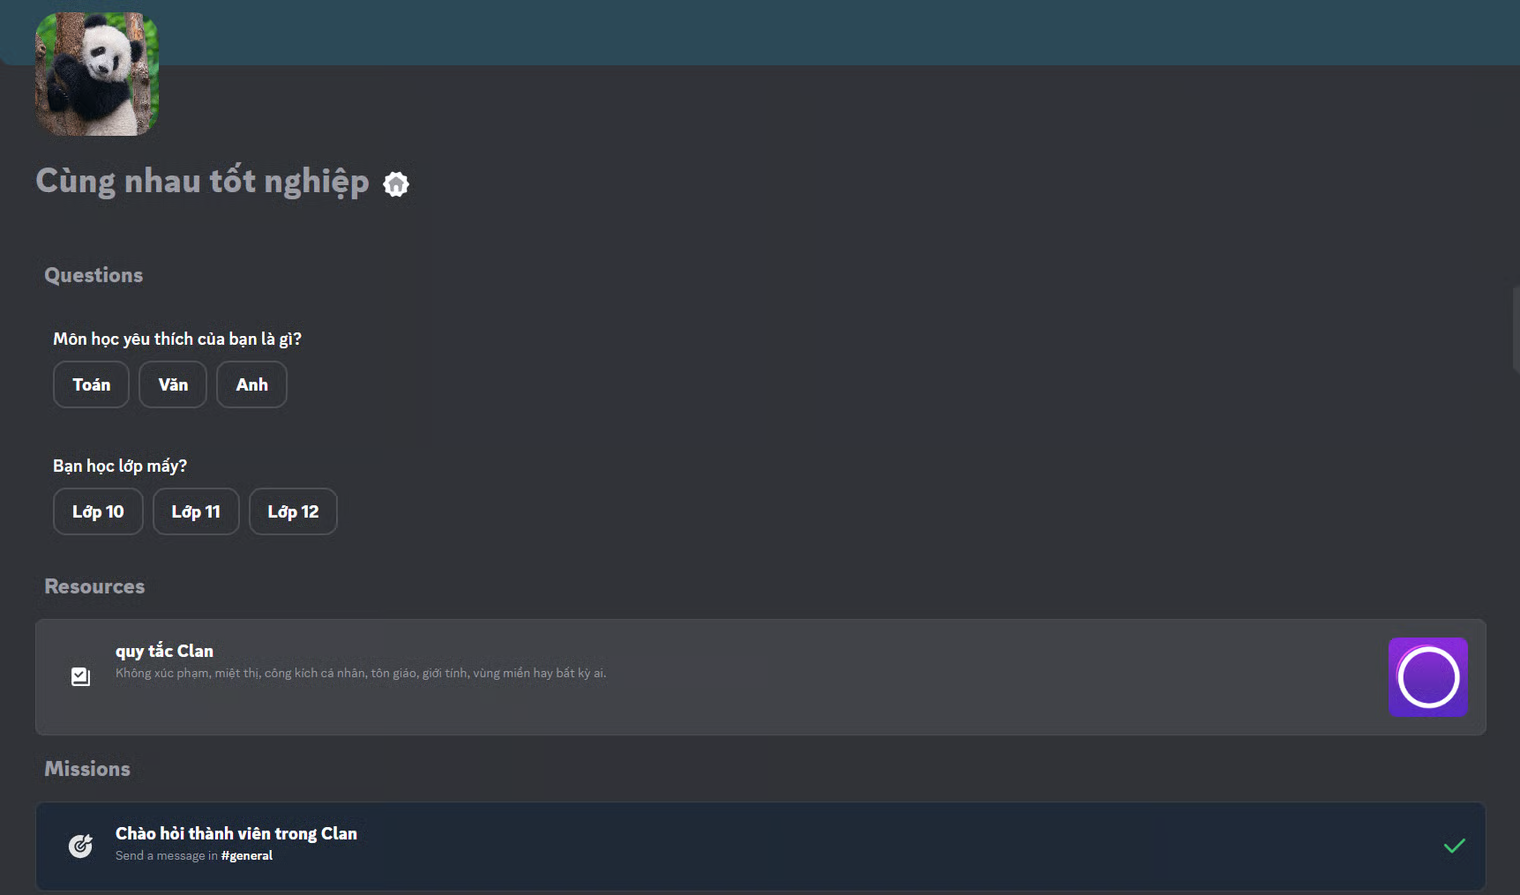 Cùng nhau tốt nghiệp
Questions
Môn học yêu thích của bạn là gì?
Toán Văn Anh
Bạn học lớp mấy?
Lớp 10 Lớp 11 Lớp 12
Resources
quy tắc Clan
Không xúc phạm, miệt thị, công kích cá nhân, tôn giáo, giới tính, vùng miền hay bất kỳ ai.
Missions
Chào hỏi thành viên trong Clan
Send a message in #general